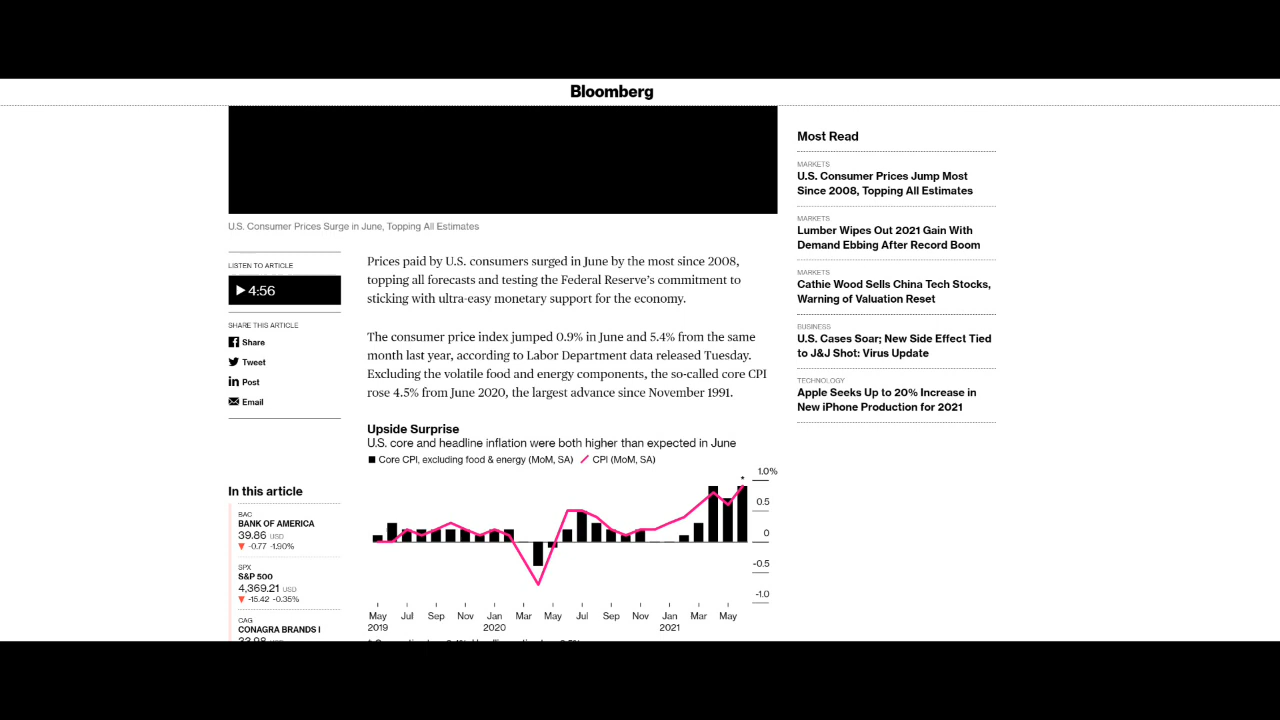 Bloomberg
U.S. Consumer Prices Surge in June, Topping All Estimates
LISTEN TO ARTICLE
4:56
SHARE THIS ARTICLE
Share
Tweet
Post
Email
In this article
BAC
BANK OF AMERICA
39.86 USD
-0.77 -1.90%
SPX
S&P 500
4,369.21 USD
-15.42 -0.35%
CAG
CONAGRA BRANDS I
Prices paid by U.S. consumers surged in June by the most since 2008,
topping all forecasts and testing the Federal Reserve’s commitment to
sticking with ultra-easy monetary support for the economy.
The consumer price index jumped 0.9% in June and 5.4% from the same
month last year, according to Labor Department data released Tuesday.
Excluding the volatile food and energy components, the so-called core CPI
rose 4.5% from June 2020, the largest advance since November 1991.
Upside Surprise
U.S. core and headline inflation were both higher than expected in June
Core CPI, excluding food & energy (MoM, SA) CPI (MoM, SA)
1.0%
*
0.5
0
-0.5
-1.0
May Jul Sep Nov Jan Mar May Jul Sep Nov Jan Mar May
2019 2020 2021
Most Read
MARKETS
U.S. Consumer Prices Jump Most
Since 2008, Topping All Estimates
MARKETS
Lumber Wipes Out 2021 Gain With
Demand Ebbing After Record Boom
MARKETS
Cathie Wood Sells China Tech Stocks,
Warning of Valuation Reset
BUSINESS
U.S. Cases Soar; New Side Effect Tied
to J&J Shot: Virus Update
TECHNOLOGY
Apple Seeks Up to 20% Increase in
New iPhone Production for 2021